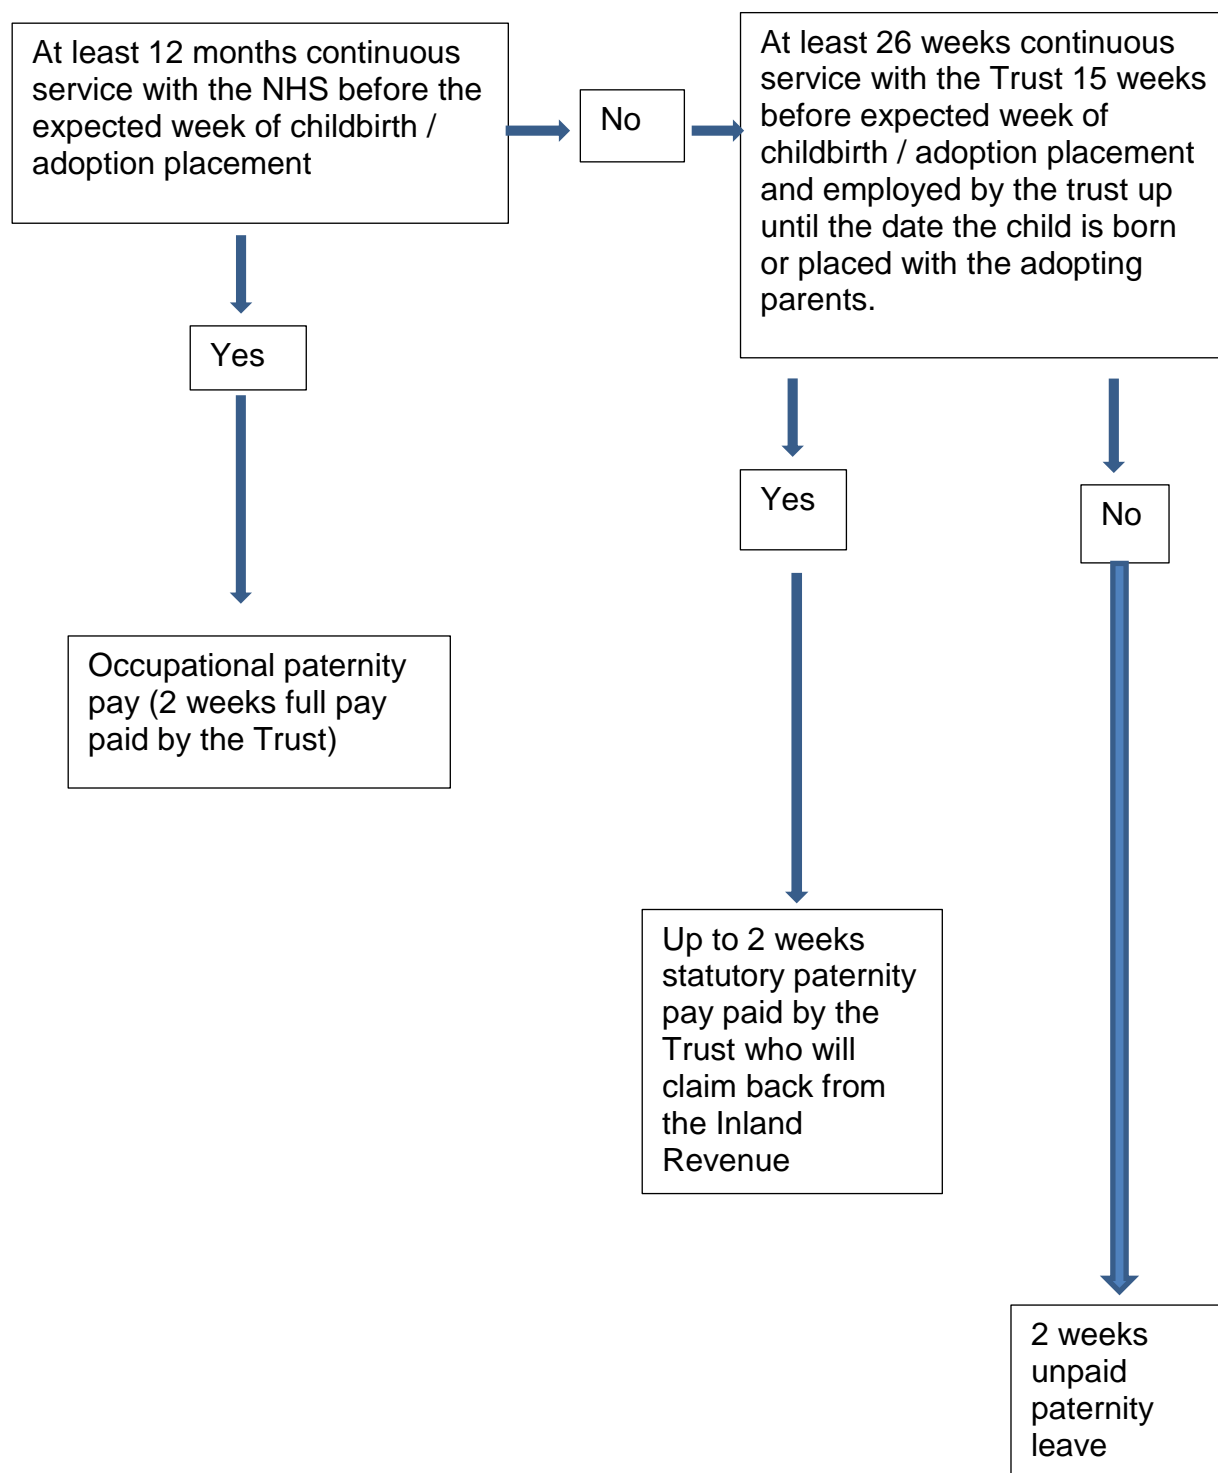 At least 12 months continuous
service with the NHS before the
expected week of childbirth /
adoption placement
No
At least 26 weeks continuous
service with the Trust 15 weeks
before expected week of
childbirth / adoption placement
and employed by the trust up
until the date the child is born
or placed with the adopting
parents.
Yes
Yes
No
Occupational paternity
pay (2 weeks full pay
paid by the Trust)
Up to 2 weeks
statutory paternity
pay paid by the
Trust who will
claim back from
the Inland
Revenue
2 weeks
unpaid
paternity
leave